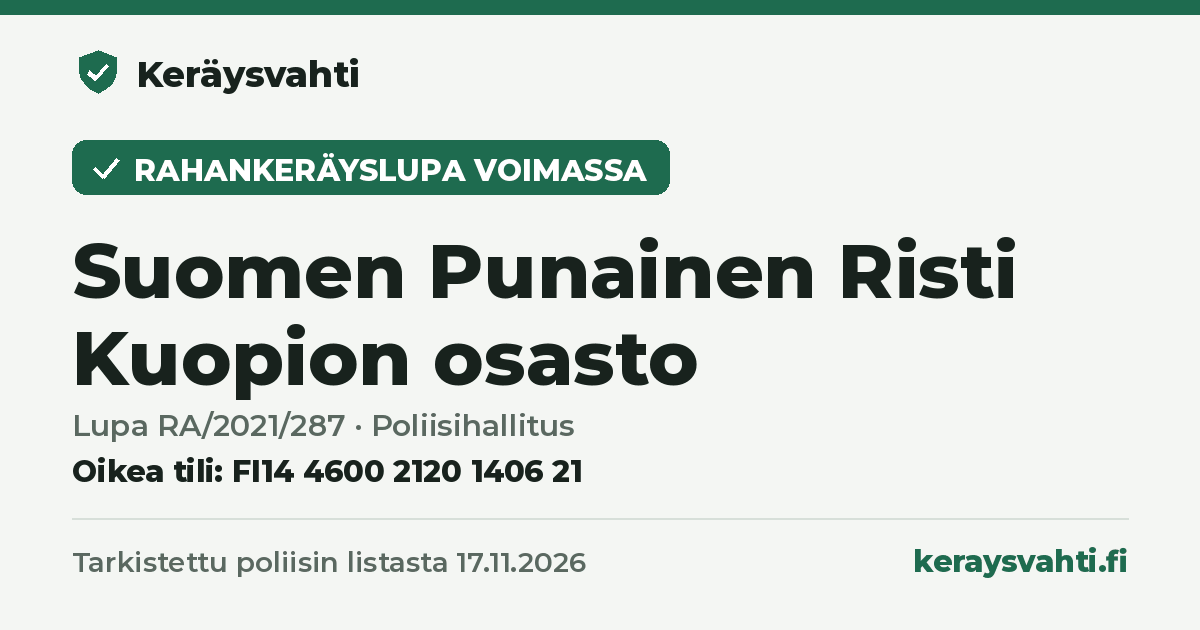 Keräysvahti
RAHANKERÄYSLUPA VOIMASSA
Suomen Punainen Risti
Kuopion osasto
Lupa RA/2021/287 · Poliisihallitus
Oikea tili: FI14 4600 2120 1406 21
Tarkistettu poliisin listasta 17.11.2026
keraysvahti.fi